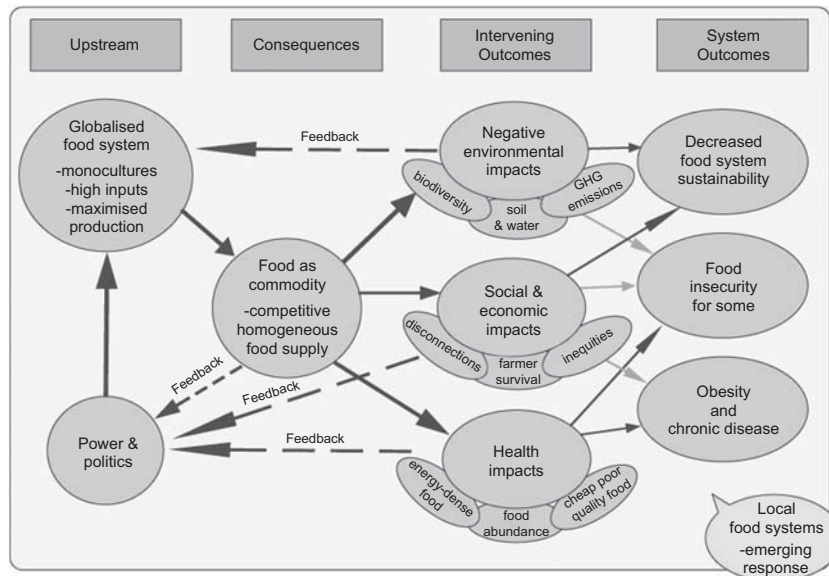 Upstream
Consequences
Intervening
Outcomes
System
Outcomes
Globalised
food system
-monocultures
-high inputs
-maximised
production
Feedback
Negative
environmental
impacts
biodiversity
soil
& water
GHG
emissions
Decreased
food system
sustainability
Food as
commodity
-competitive
homogeneous
food supply
Social &
economic
impacts
disconnections
farmer
survival
inequities
Food
insecurity
for some
Feedback
Feedback
Power &
politics
Feedback
Health
impacts
energy-dense
food
food
abundance
cheap poor
quality food
Obesity
and
chronic disease
Local
food systems
-emerging
response